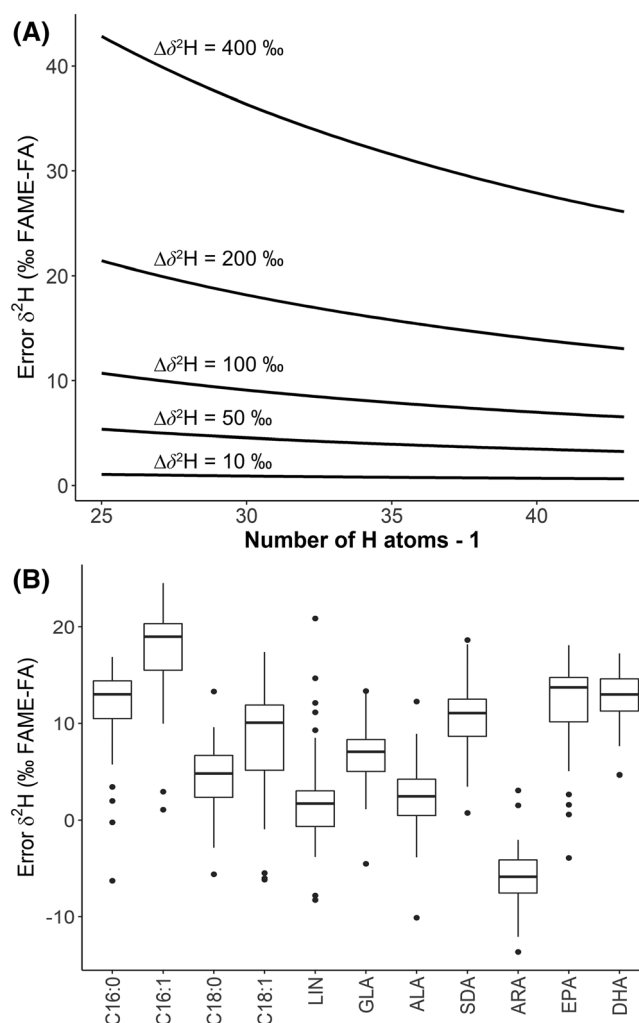 (A)
Error δ²H (‰ FAME-FA)
40
30
20
10
0
Δδ²H = 400 ‰
Δδ²H = 200 ‰
Δδ²H = 100 ‰
Δδ²H = 50 ‰
Δδ²H = 10 ‰
25 30 35 40
Number of H atoms - 1
(B)
Error δ²H (‰ FAME-FA)
20
10
0
-10
C16:0
C16:1
C18:0
C18:1
LIN
GLA
ALA
SDA
ARA
EPA
DHA